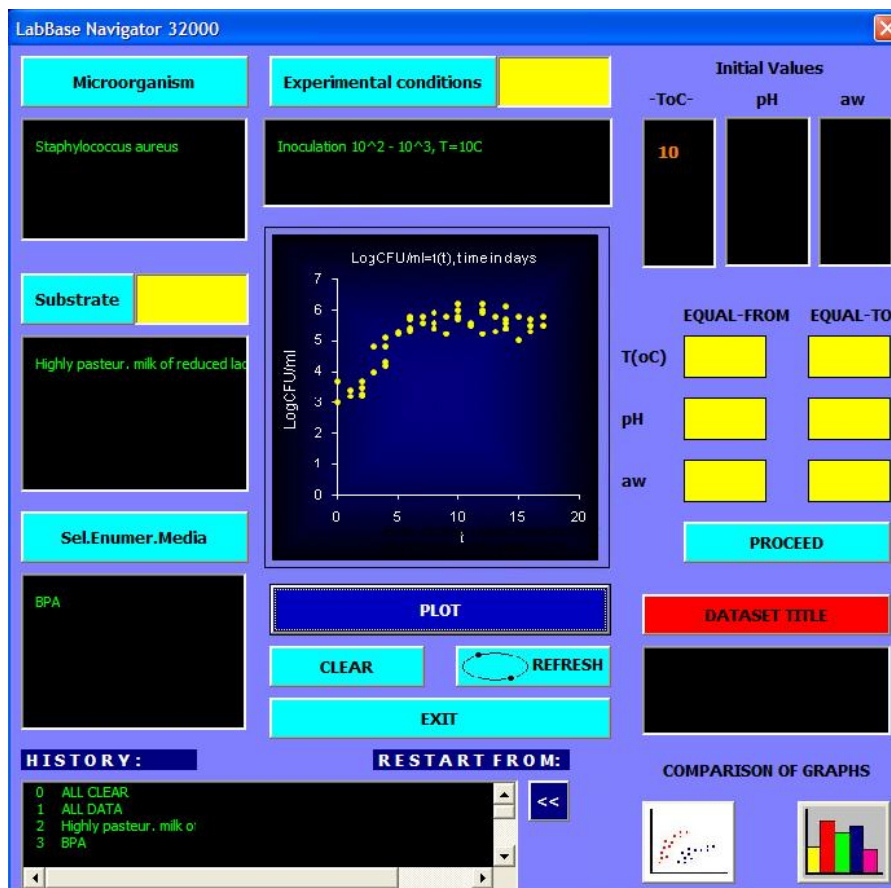 LabBase Navigator 32000
Microorganism
Experimental conditions
Initial Values
-ToC-
pH
aw
Staphylococcus aureus
Inoculation 10^2 - 10^3, T=10C
10
Substrate
Highly pasteur. milk of reduced lac
LogCFU/ml=f(t), time in days
LogCFU/ml
7
6
5
4
3
2
1
0
0 5 10 15 20
t
EQUAL-FROM
EQUAL-TO
T(oC)
pH
aw
PROCEED
Sel.Enumer.Media
BPA
PLOT
CLEAR
REFRESH
EXIT
DATASET TITLE
HISTORY:
RESTART FROM:
0 ALL CLEAR
1 ALL DATA
2 Highly pasteur. milk o
3 BPA
<<
COMPARISON OF GRAPHS